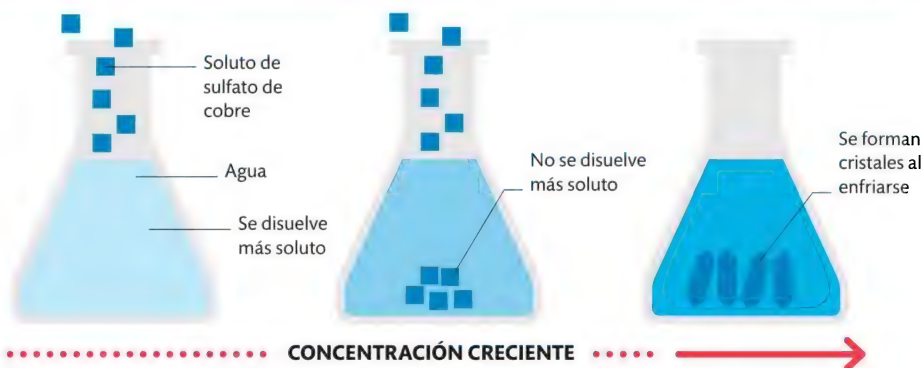 Soluto de
sulfato de
cobre
Agua
Se disuelve
más soluto
No se disuelve
más soluto
Se forman
cristales al
enfriarse
CONCENTRACIÓN CRECIENTE